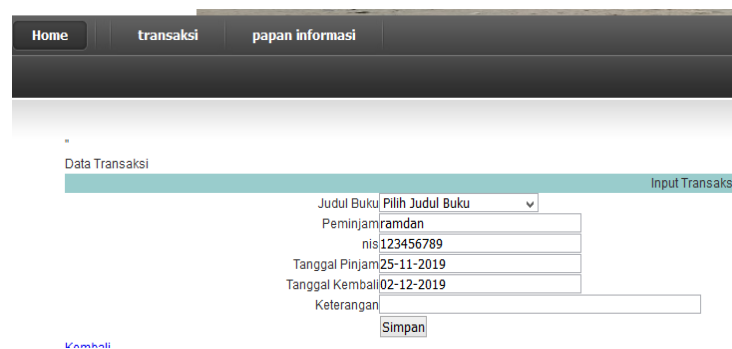 Home transaksi papan informasi
"
Data Transaksi
Input Transaks
Judul Buku Pilih Judul Buku
Peminjam ramdan
nis 123456789
Tanggal Pinjam 25-11-2019
Tanggal Kembali 02-12-2019
Keterangan
Simpan
Kembali